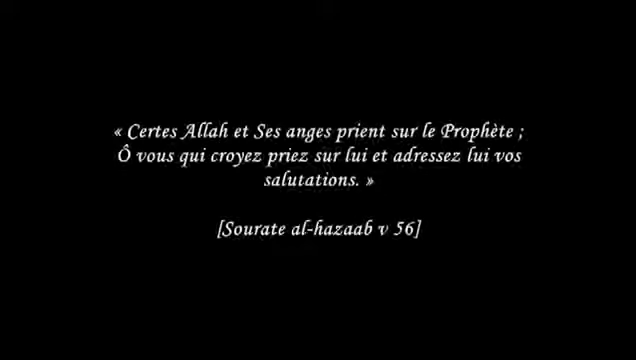 « Certes Allah et Ses anges prient sur le Prophète ;
Ô vous qui croyez priez sur lui et adressez lui vos
salutations. »
[Sourate al-hazaab v 56]